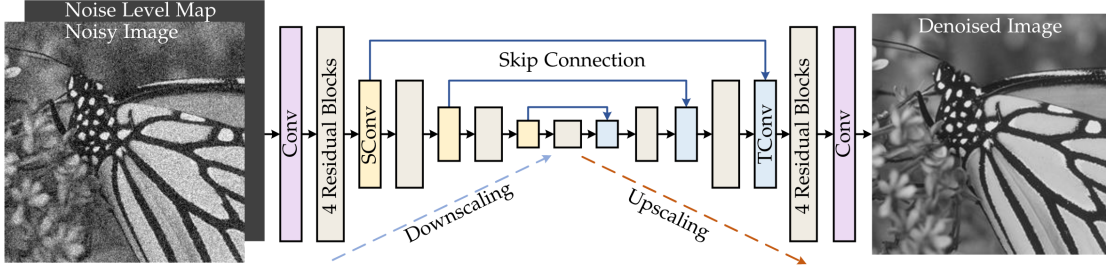 Noise Level Map
Noisy Image
Conv
4 Residual Blocks
SConv
Skip Connection
Downscaling
Upscaling
TConv
4 Residual Blocks
Conv
Denoised Image